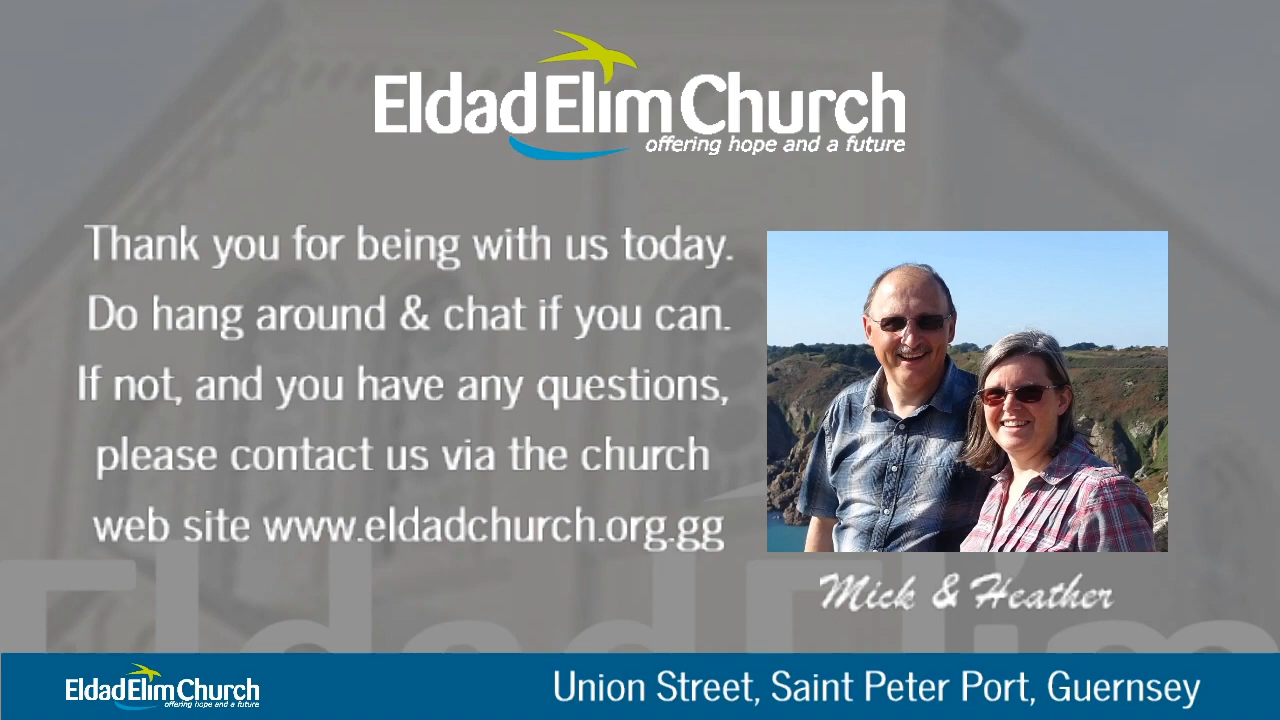 Eldad Elim Church
offering hope and a future
Thank you for being with us today.
Do hang around & chat if you can.
If not, and you have any questions,
please contact us via the church
web site www.eldadchurch.org.gg
Mick & Heather
Eldad Elim
EldadElimChurch
offering hope and a future
Union Street, Saint Peter Port, Guernsey